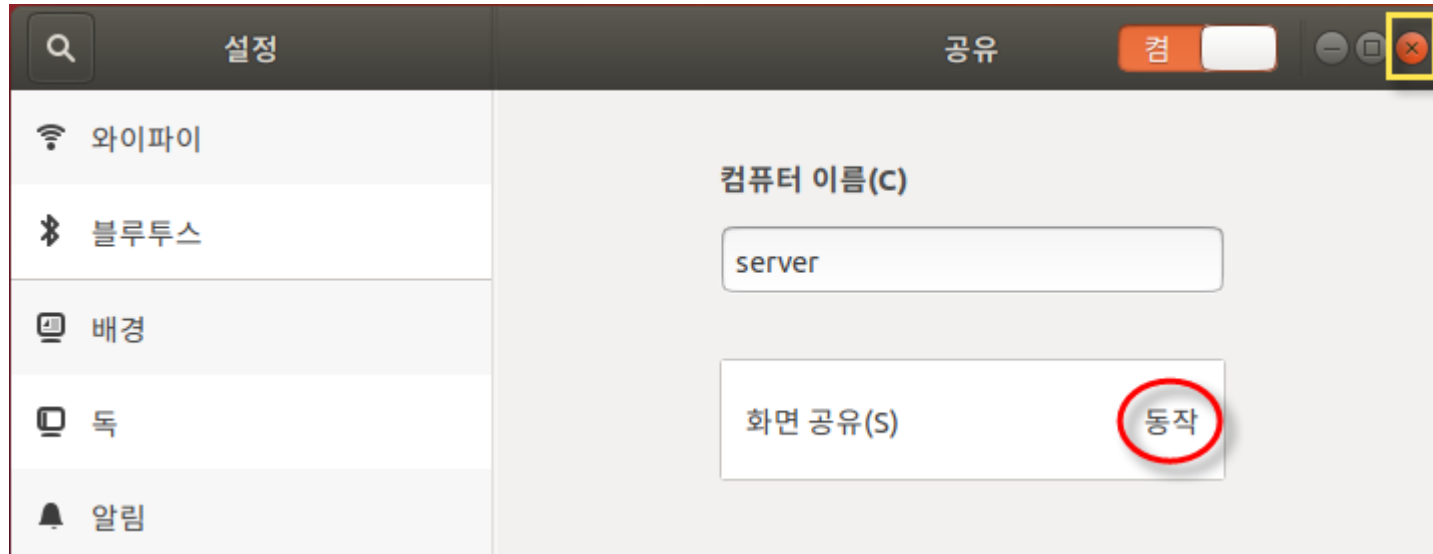 설정
공유
켬
와이파이
블루투스
배경
독
알림
컴퓨터 이름(C)
server
화면 공유(S) 동작